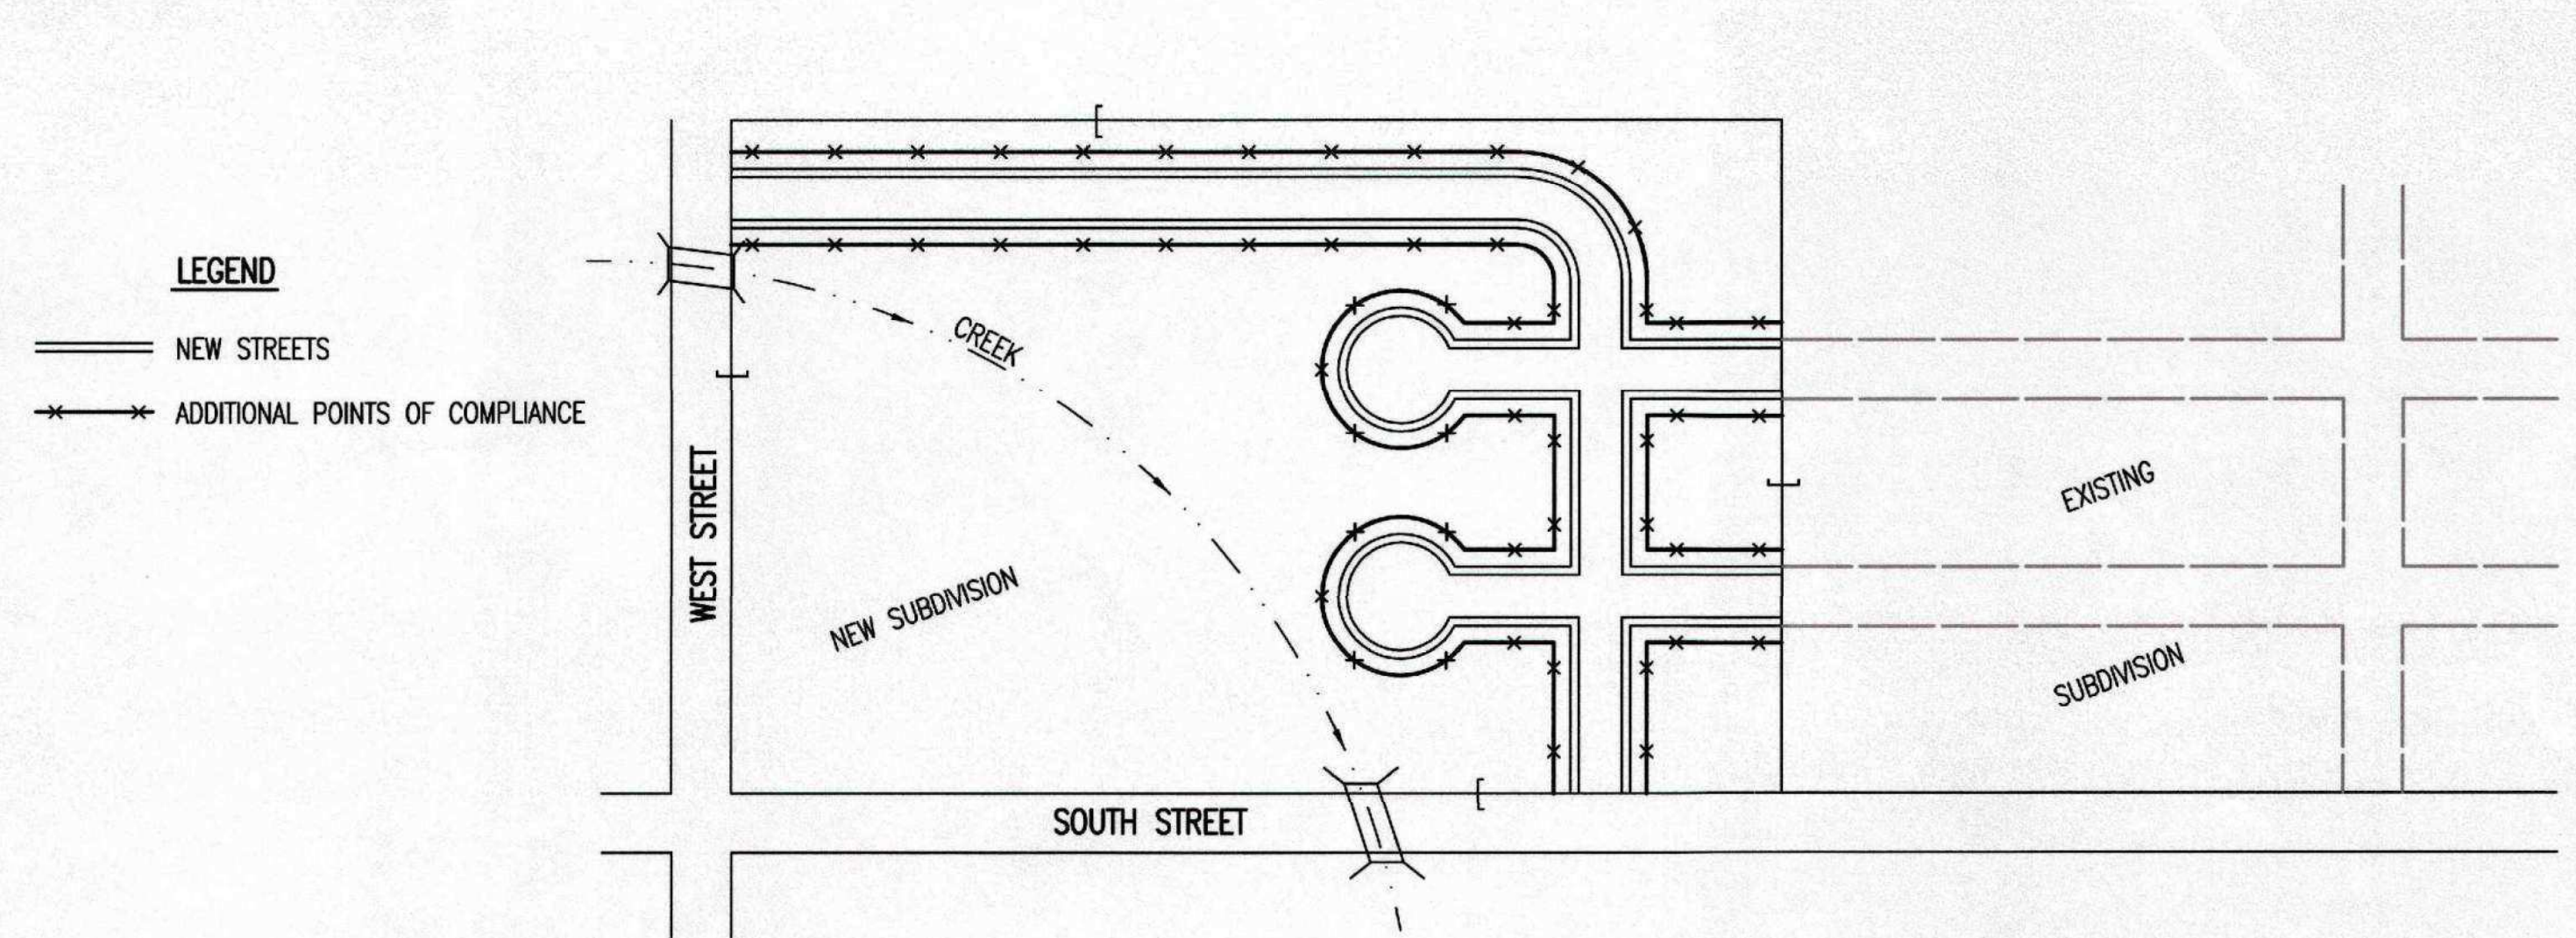 LEGEND
NEW STREETS
ADDITIONAL POINTS OF COMPLIANCE
CREEK
WEST STREET
NEW SUBDIVISION
SOUTH STREET
EXISTING
SUBDIVISION